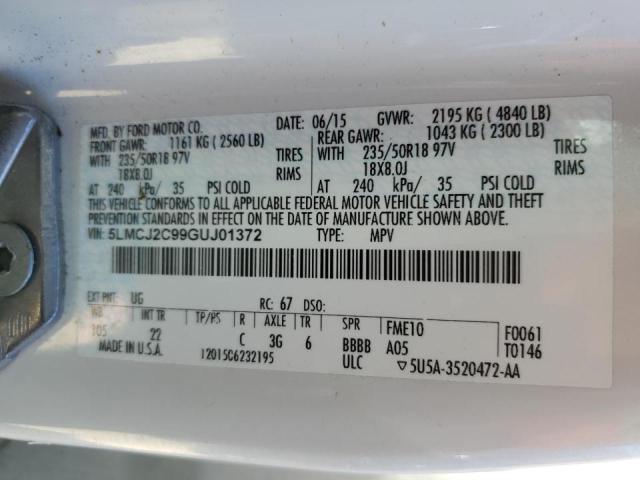 MFD. BY FORD MOTOR CO.
DATE: 06/15 GVWR: 2195 KG ( 4840 LB)
FRONT GAWR: 1161 KG ( 2560 LB)
REAR GAWR: 1043 KG ( 2300 LB)
WITH 235/50R18 97V TIRES
WITH 235/50R18 97V TIRES
18X8.0J RIMS
18X8.0J RIMS
AT 240 kPa/ 35 PSI COLD
AT 240 kPa/ 35 PSI COLD
THIS VEHICLE CONFORMS TO ALL APPLICABLE FEDERAL MOTOR VEHICLE SAFETY AND THEFT
PREVENTION STANDARDS IN EFFECT ON THE DATE OF MANUFACTURE SHOWN ABOVE.
VIN: 5LMCJ2C99GUJ01372 TYPE: MPV
EXT PNT: UG RC: 67 DSO:
WB INT TR TP/PS R AXLE TR SPR FME10 F0061
305 22 C 3G 6 BBBB A05 T0146
MADE IN U.S.A. 12015C6232195 ULC 5U5A-3520472-AA